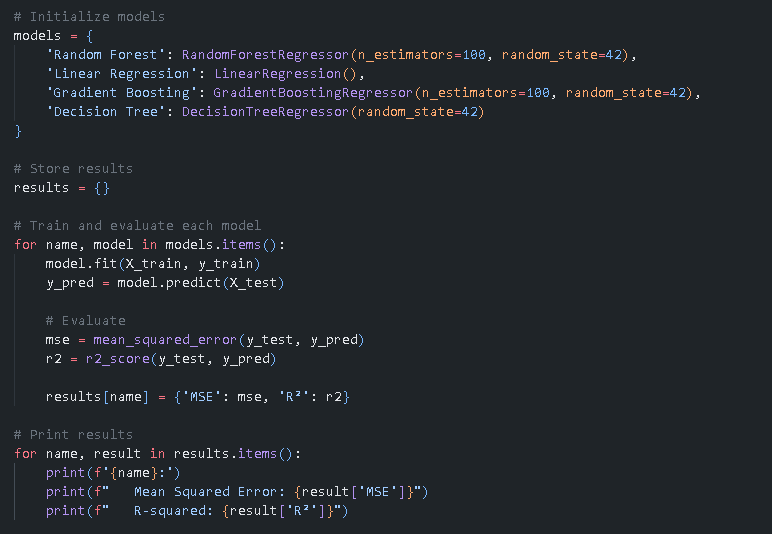 # Initialize models
models = {
    'Random Forest': RandomForestRegressor(n_estimators=100, random_state=42),
    'Linear Regression': LinearRegression(),
    'Gradient Boosting': GradientBoostingRegressor(n_estimators=100, random_state=42),
    'Decision Tree': DecisionTreeRegressor(random_state=42)
}

# Store results
results = {}

# Train and evaluate each model
for name, model in models.items():
    model.fit(X_train, y_train)
    y_pred = model.predict(X_test)

    # Evaluate
    mse = mean_squared_error(y_test, y_pred)
    r2 = r2_score(y_test, y_pred)

    results[name] = {'MSE': mse, 'R²': r2}

# Print results
for name, result in results.items():
    print(f'{name}:')
    print(f"   Mean Squared Error: {result['MSE']}")
    print(f"   R-squared: {result['R²']}")